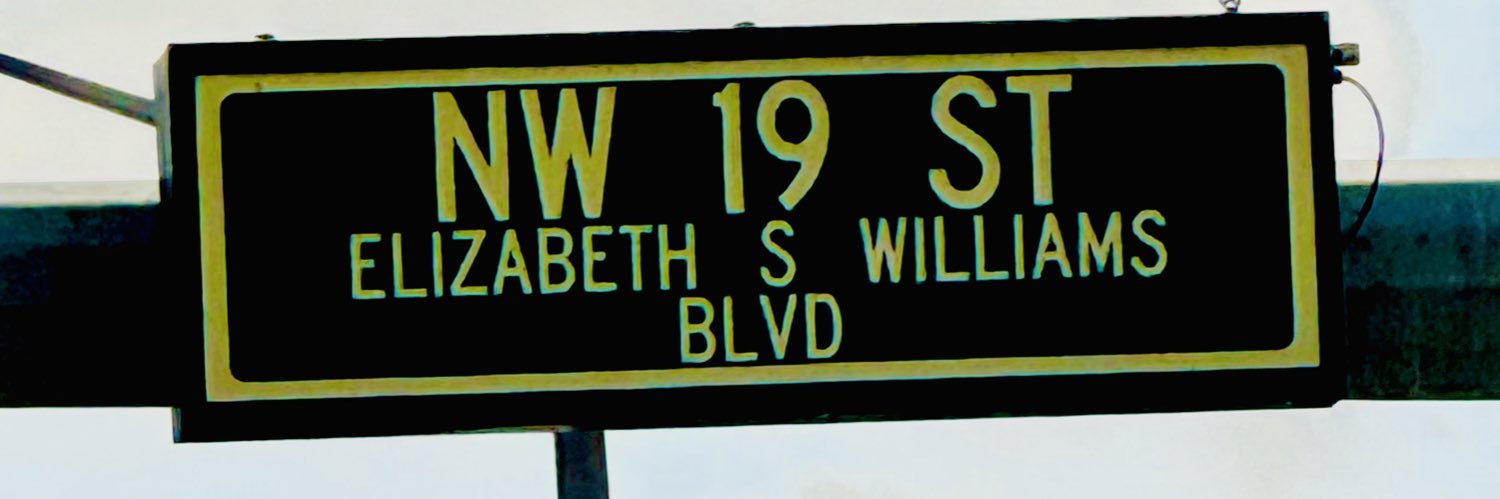 NW 19 ST
ELIZABETH S WILLIAMS
BLVD